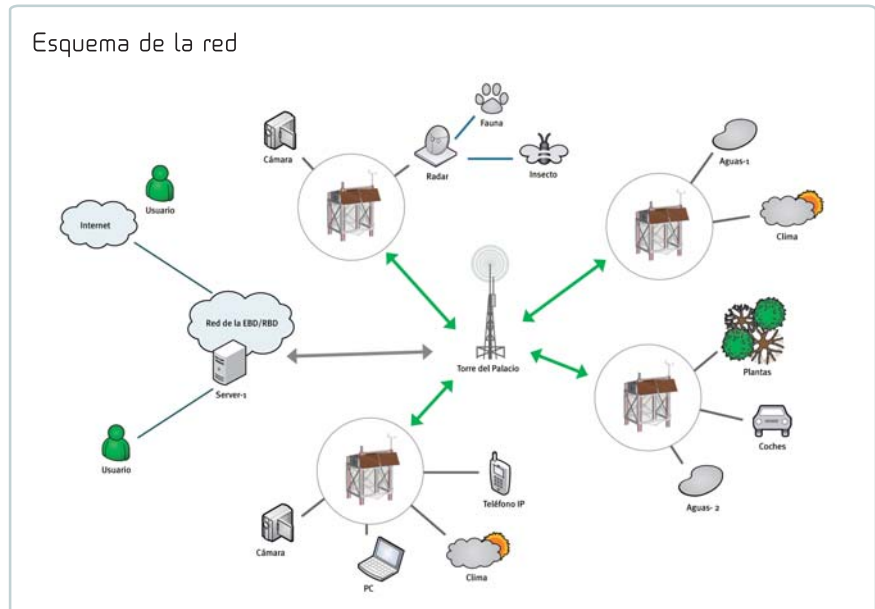 Esquema de la red
Fauna
Cámara
Radar
Insecto
Aguas-1
Usuario
Internet
Clima
Red de la EBD/RBD
Server-1
Torre del Palacio
Plantas
Coches
Usuario
Teléfono IP
Aguas- 2
Cámara
PC
Clima